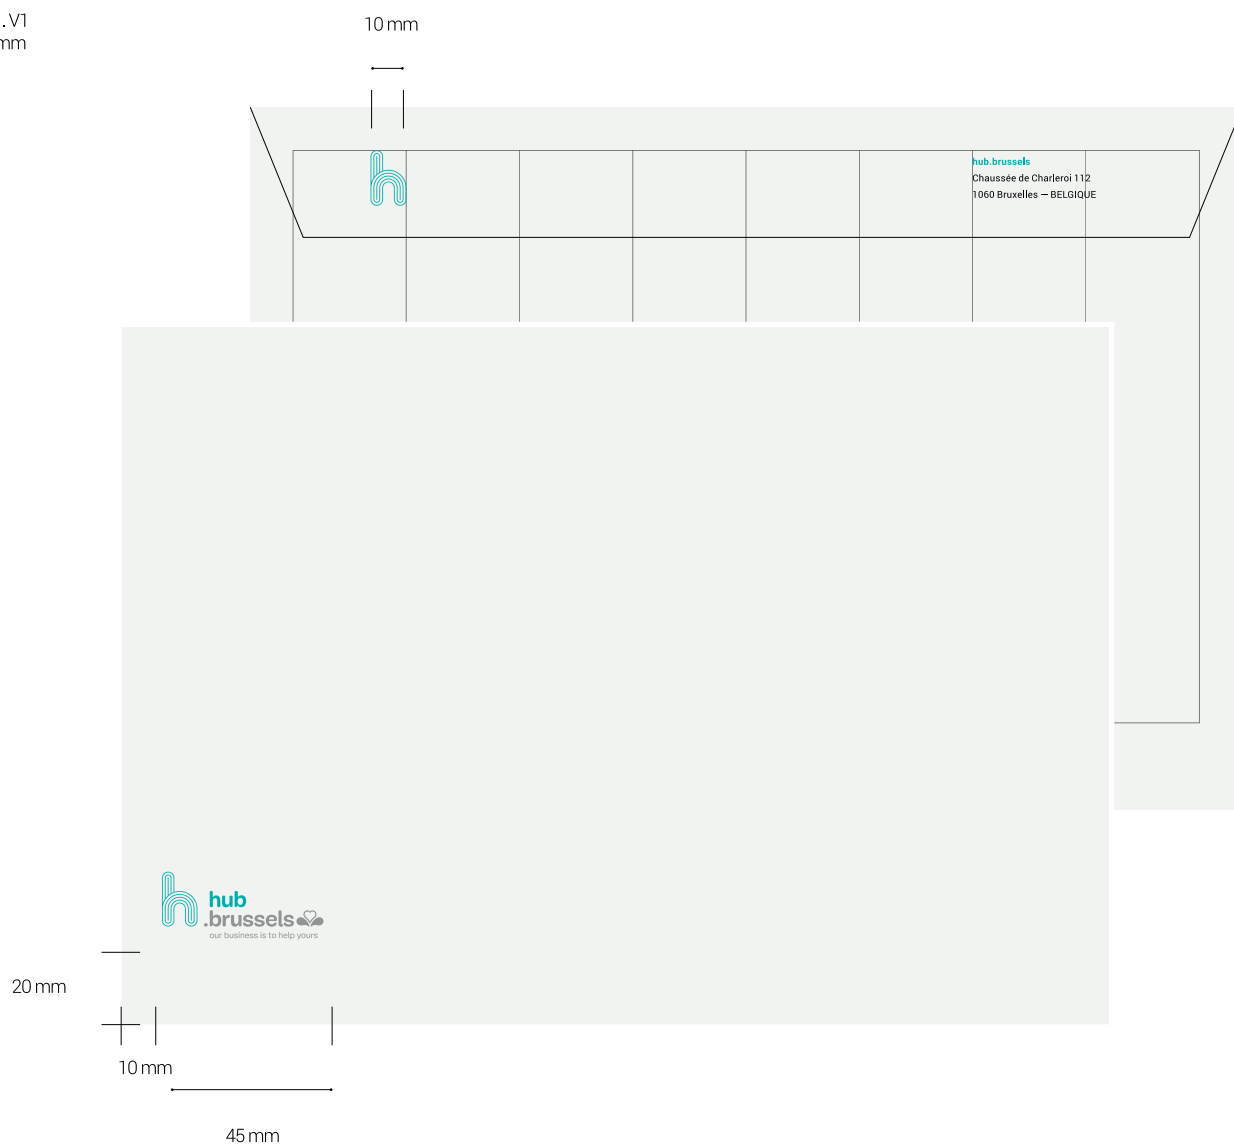 . V1
mm
10 mm
hub.brussels
Chaussée de Charleroi 112
1060 Bruxelles — BELGIQUE
hub
.brussels
our business is to help yours
20 mm
10 mm
45 mm